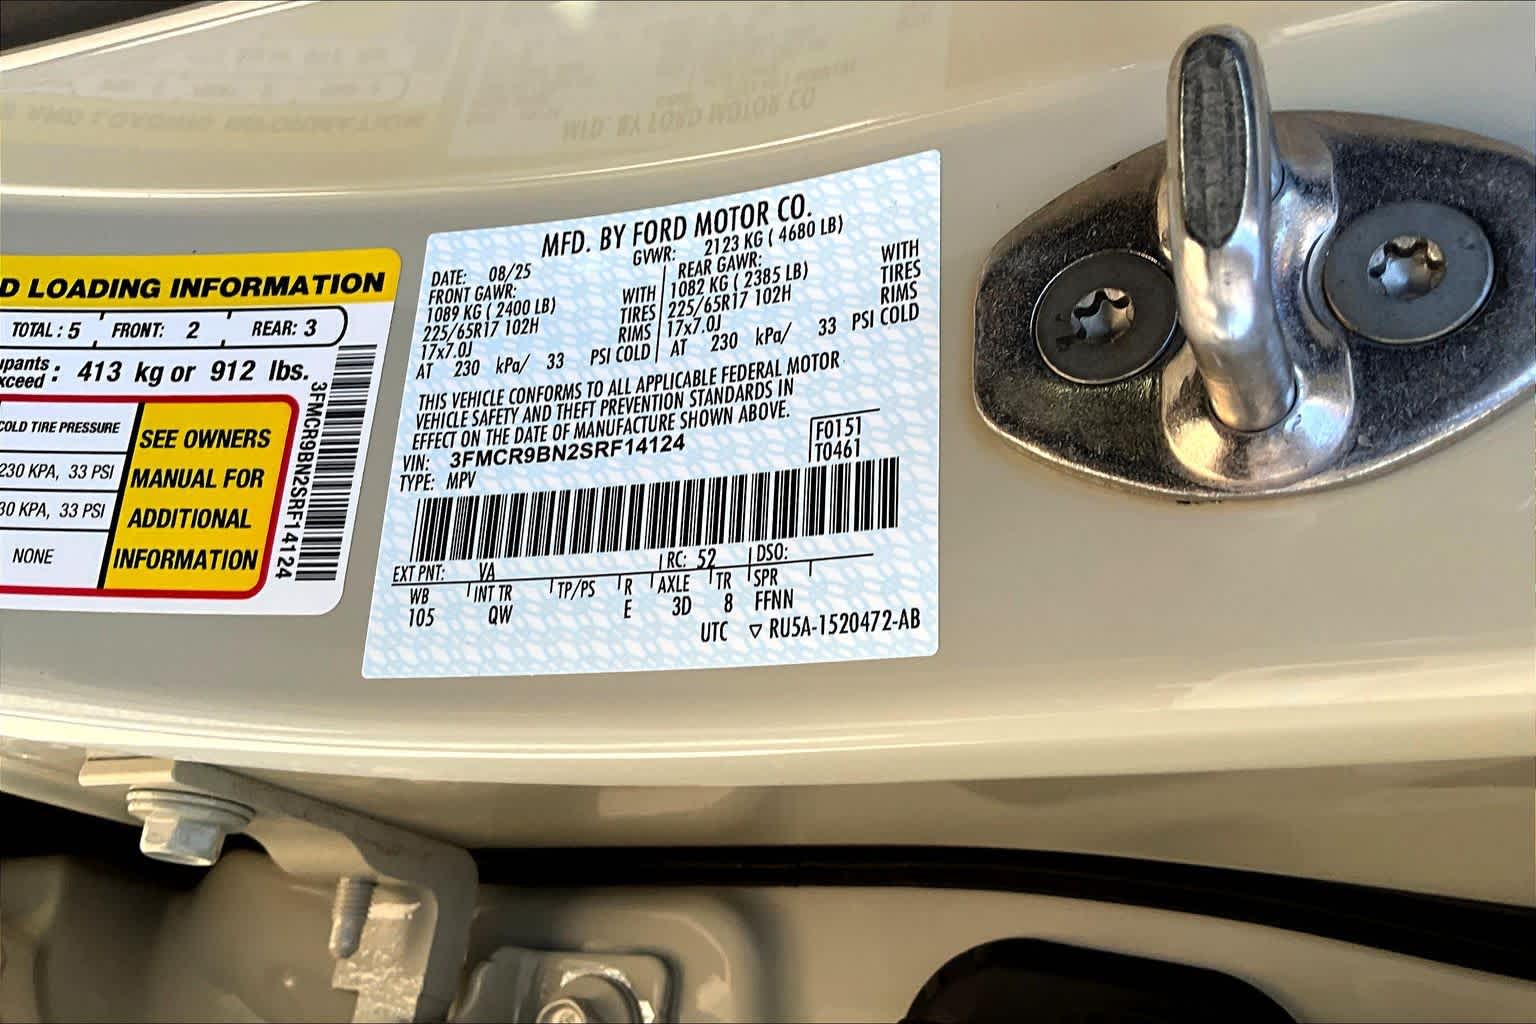 D LOADING INFORMATION
TOTAL : 5 FRONT: 2 REAR: 3
upants
xceed : 413 kg or 912 lbs.
COLD TIRE PRESSURE
230 KPA, 33 PSI
30 KPA, 33 PSI
NONE
SEE OWNERS
MANUAL FOR
ADDITIONAL
INFORMATION
3FMCR9BN2SRF14124
MFD. BY FORD MOTOR CO.
DATE: 08/25 GVWR: 2123 KG ( 4680 LB)
FRONT GAWR: REAR GAWR:
1089 KG ( 2400 LB) WITH 1082 KG ( 2385 LB) WITH
225/65R17 102H TIRES 225/65R17 102H TIRES
17x7.0J RIMS 17x7.0J RIMS
AT 230 kPa/ 33 PSI COLD AT 230 kPa/ 33 PSI COLD
THIS VEHICLE CONFORMS TO ALL APPLICABLE FEDERAL MOTOR
VEHICLE SAFETY AND THEFT PREVENTION STANDARDS IN
EFFECT ON THE DATE OF MANUFACTURE SHOWN ABOVE.
VIN: 3FMCR9BN2SRF14124 F0151
TYPE: MPV T0461
EXT PNT: VA RC: 52 DSO:
WB INT TR TP/PS R AXLE TR SPR
105 QW E 3D 8 FFNN
UTC ▽ RU5A-1520472-AB